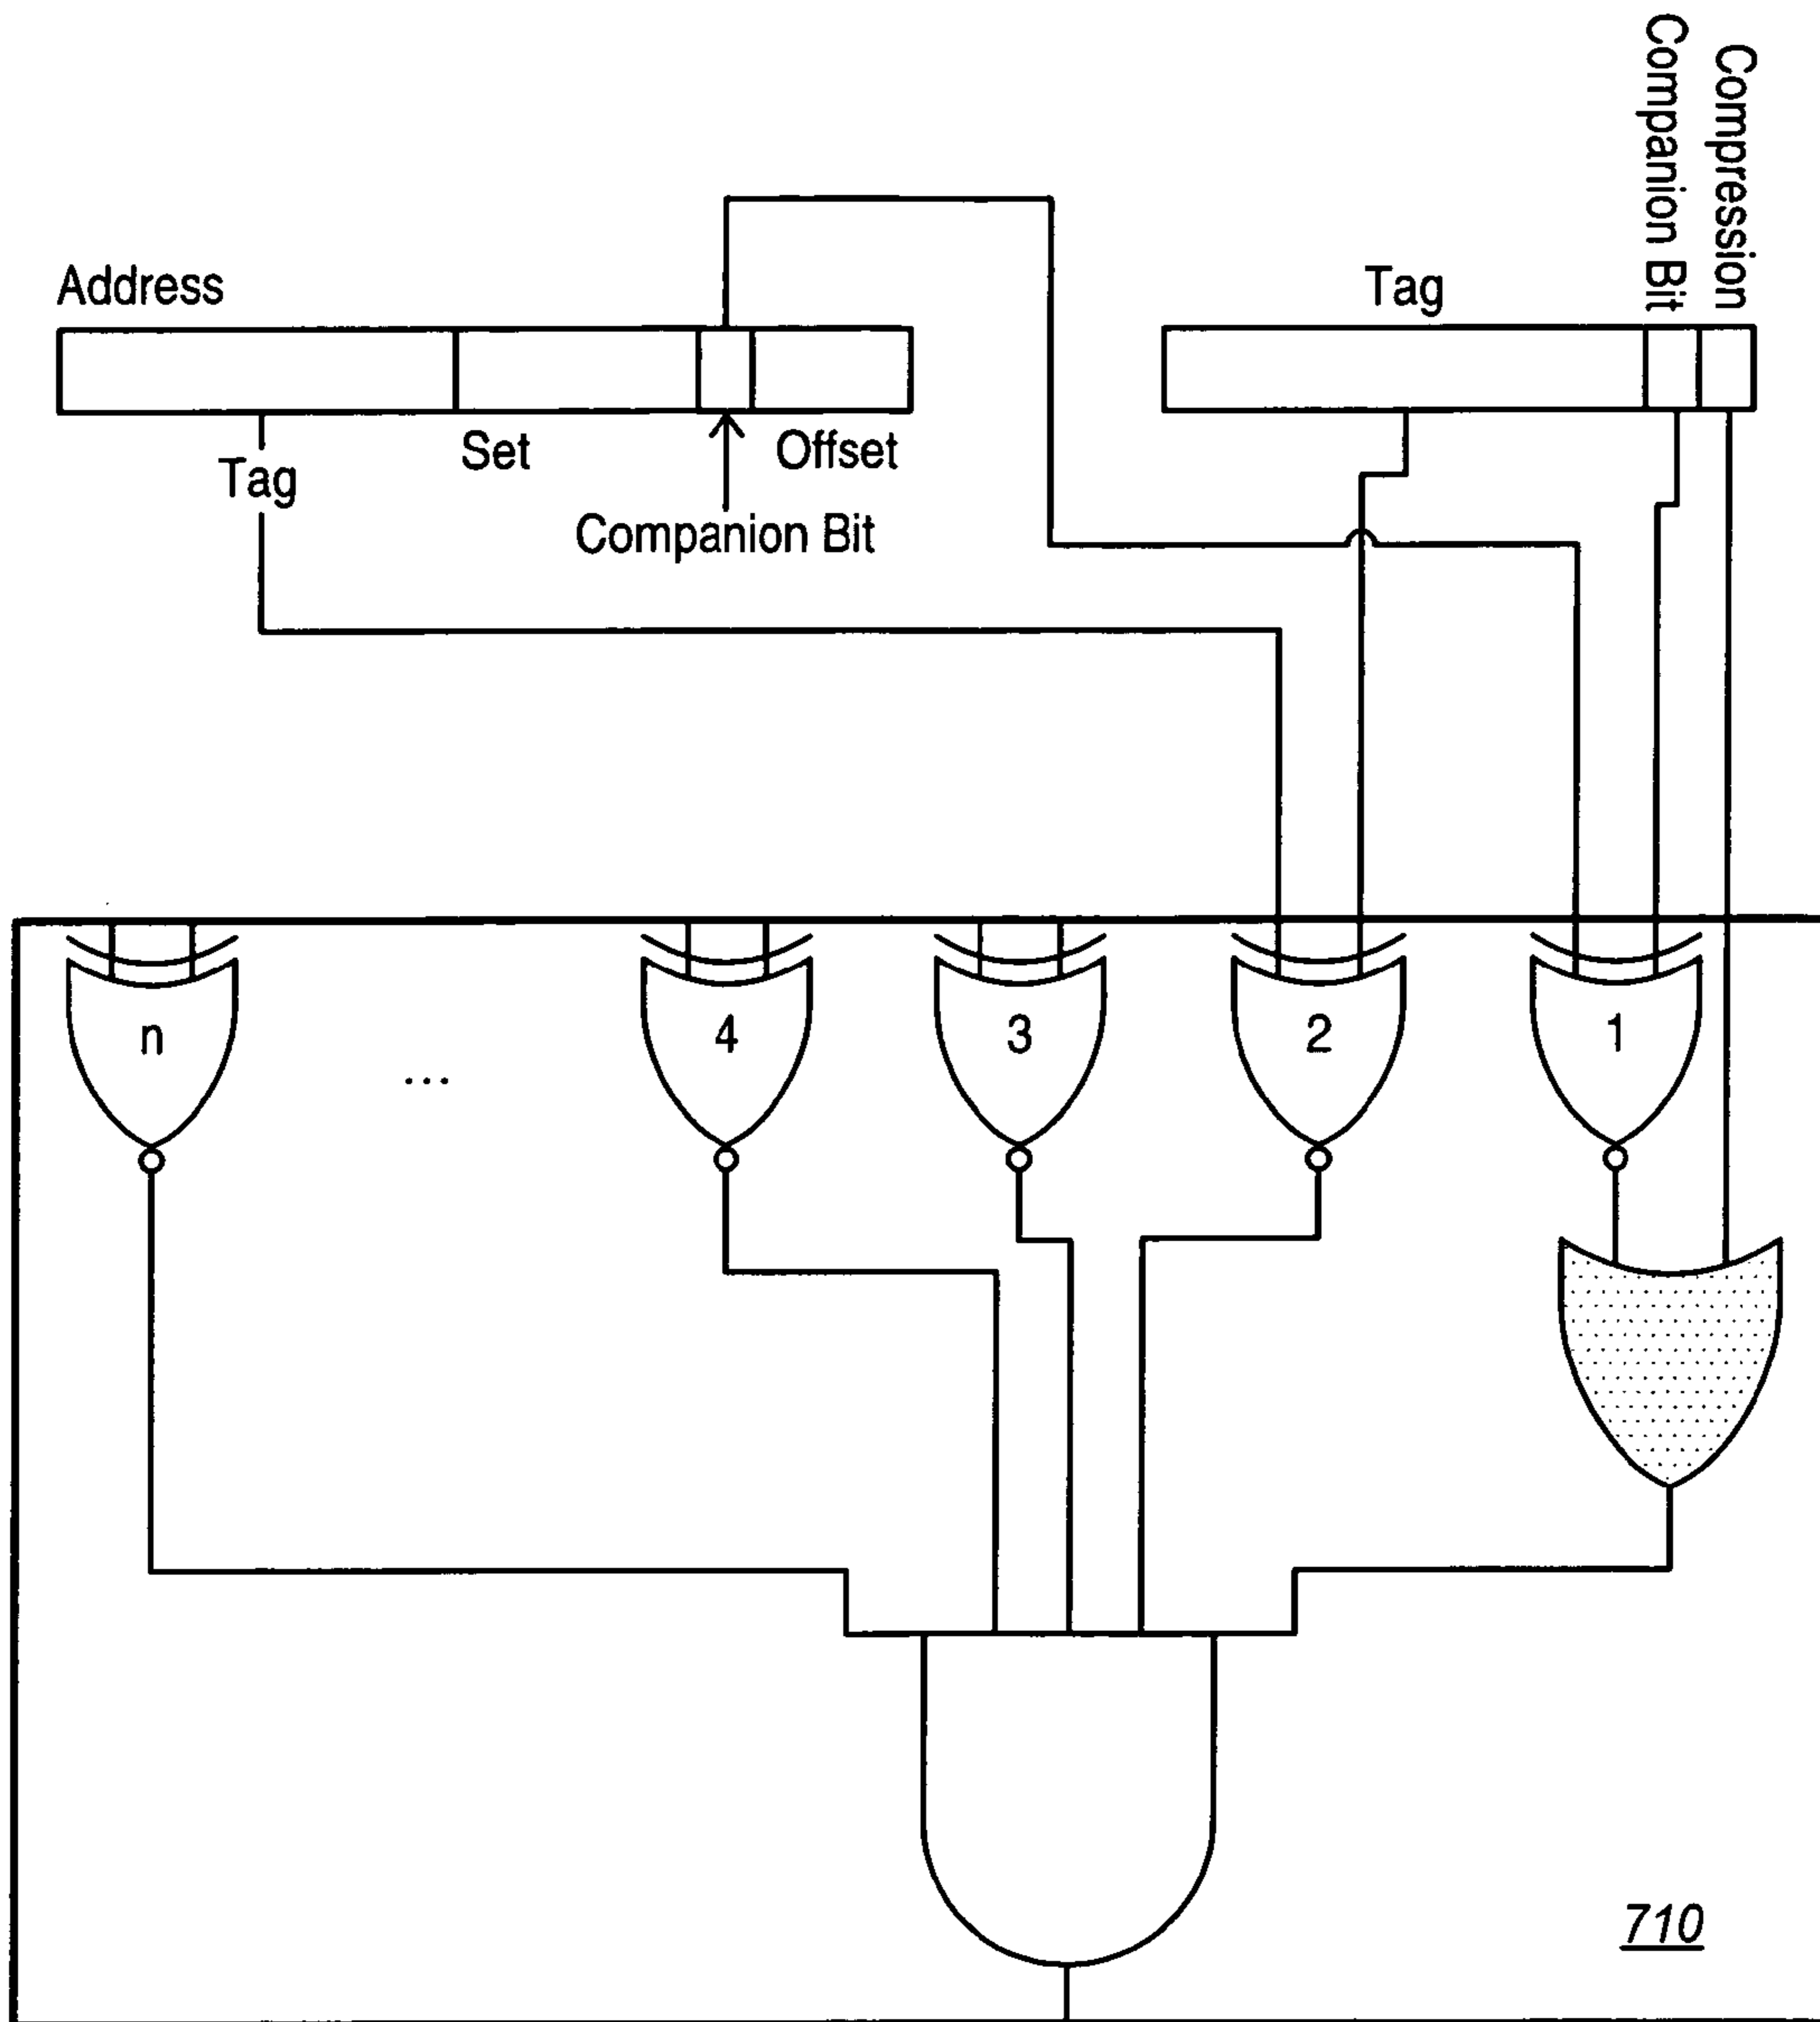 Companion Bit
Compression
Address
Tag
Tag
Set
Offset
Companion Bit
n
...
4
3
2
1
710